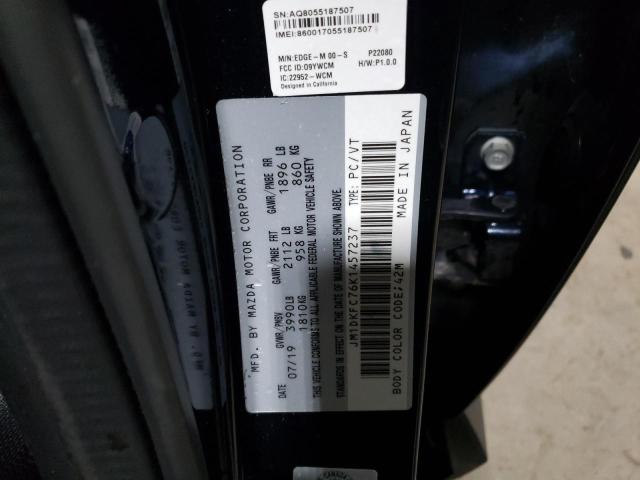 SN:AQ8055187507
IMEI:860017055187507
M/N:EDGE-M 00-S P22080
FCC ID:O9YWCM H/W:P1.0.0
IC:22952-WCM
Designed in California
MFD. BY MAZDA MOTOR CORPORATION
DATE GVWR/PNBV GAWR/PNBE FRT GAWR/PNBE RR
07/19 3990LB 2112 LB 1896 LB
1810KG 958 KG 860 KG
THIS VEHICLE CONFORMS TO ALL APPLICABLE FEDERAL MOTOR VEHICLE SAFETY
STANDARDS IN EFFECT ON THE DATE OF MANUFACTURE SHOWN ABOVE.
JM1DKFC76K1457237 TYPE: PC/VT
BODY COLOR CODE;42M MADE IN JAPAN
CANADA